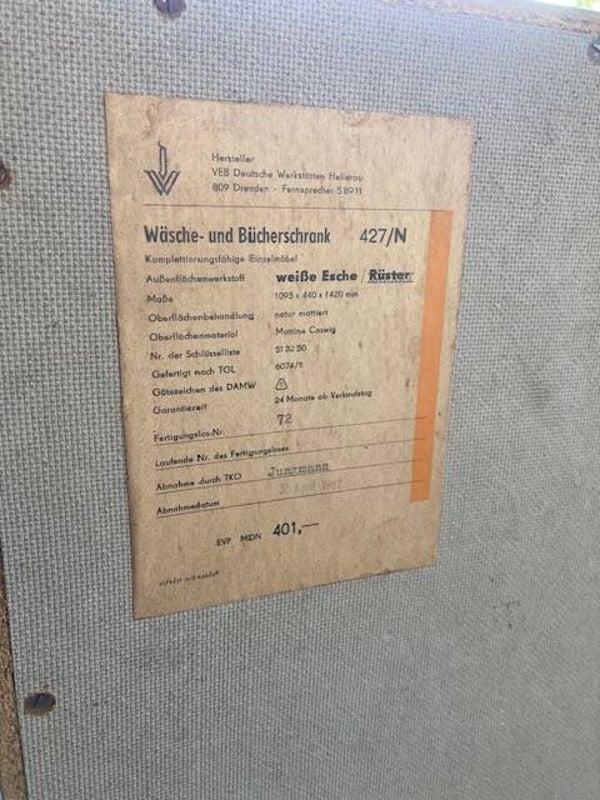 Hersteller
VEB Deutsche Werkstätten Hellerau
809 Dresden - Fernsprecher 58911
Wäsche- und Bücherschrank 427/N
Komplettierungsfähige Einzelmöbel
Außenflächenwerkstoff weiße Esche / Rüster
Maße 1095 x 440 x 1420 mm
Oberflächenbehandlung natur mattiert
Oberflächenmaterial Mattine Coswig
Nr. der Schlüsselliste 51 32 50
Gefertigt nach TGL 6074/1
Gütezeichen des DAMW
Garantiezeit 24 Monate ab Verkaufstag
Fertigungslos-Nr. 72
Laufende Nr. des Fertigungsloses
Abnahme durch TKO Jungmann
Abnahmedatum April
EVP MDN 401,—